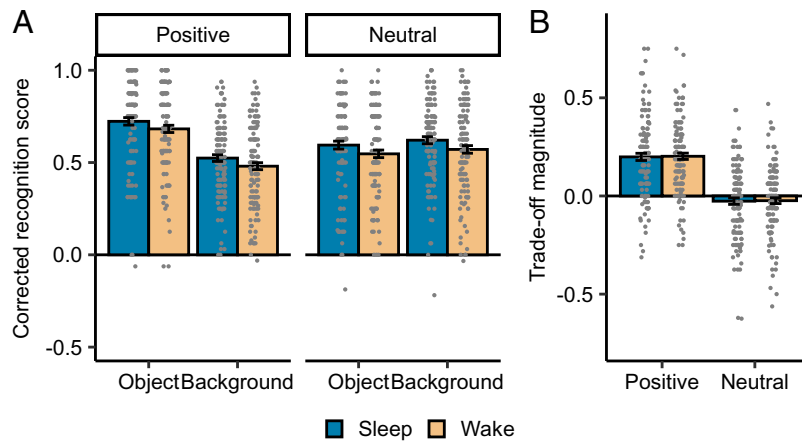 A
Positive
Neutral
Corrected recognition score
1.0
0.5
0.0
-0.5
Object
Background
Object
Background
B
Trade-off magnitude
0.5
0.0
-0.5
Positive
Neutral
Sleep
Wake